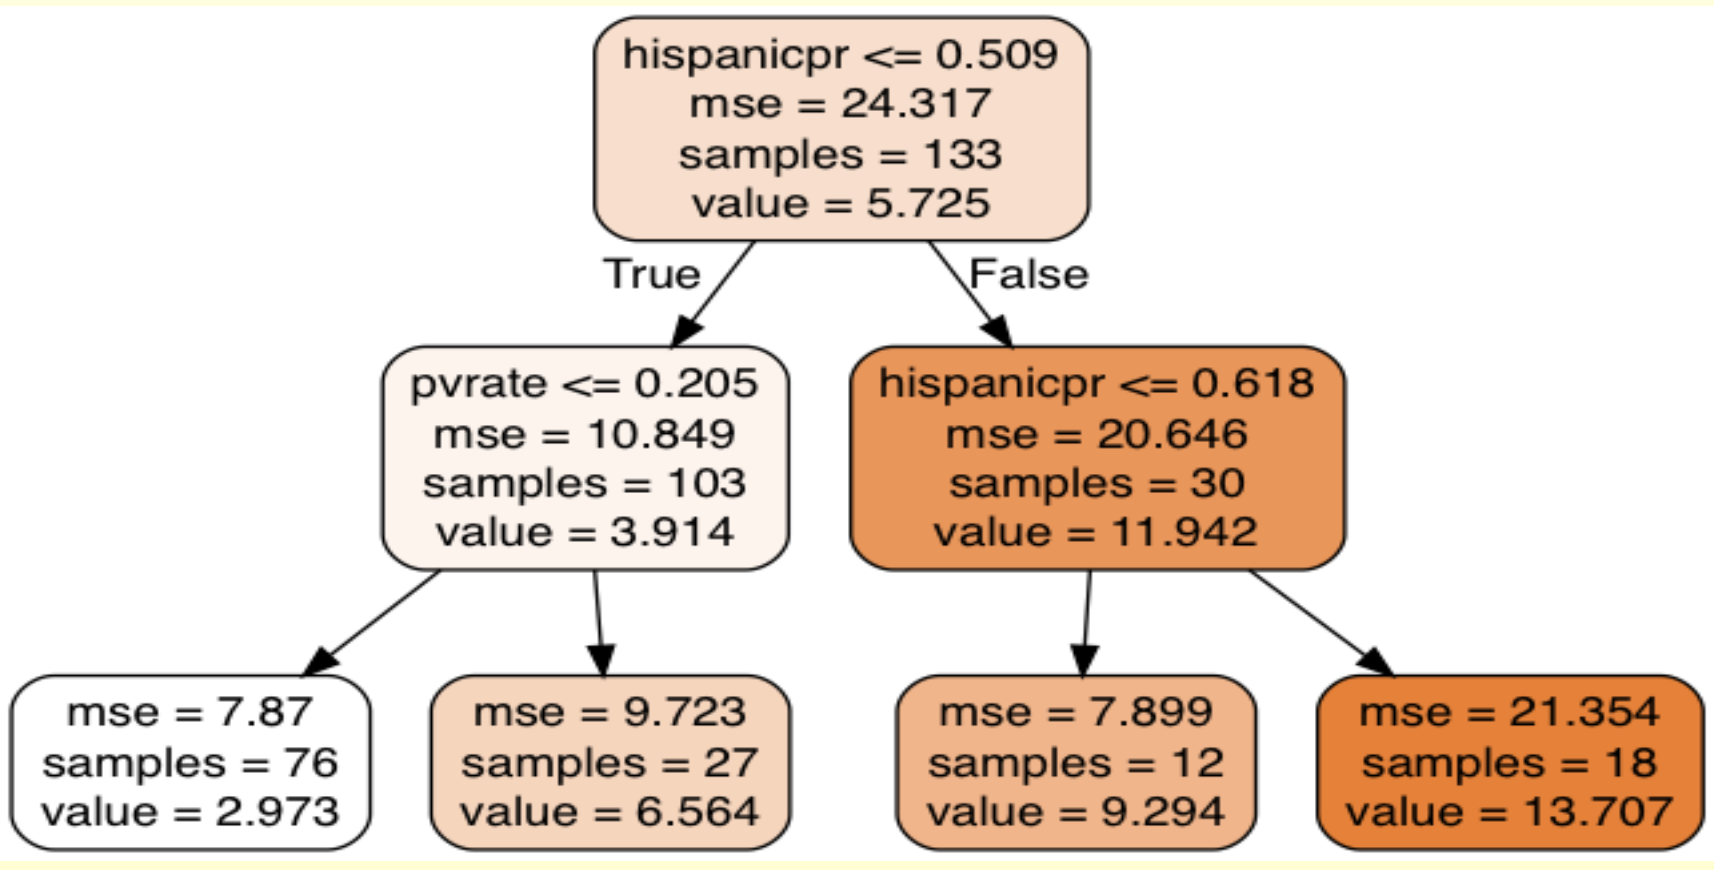 hispanicpr <= 0.509
mse = 24.317
samples = 133
value = 5.725
True
False
pvrate <= 0.205
mse = 10.849
samples = 103
value = 3.914
hispanicpr <= 0.618
mse = 20.646
samples = 30
value = 11.942
mse = 7.87
samples = 76
value = 2.973
mse = 9.723
samples = 27
value = 6.564
mse = 7.899
samples = 12
value = 9.294
mse = 21.354
samples = 18
value = 13.707